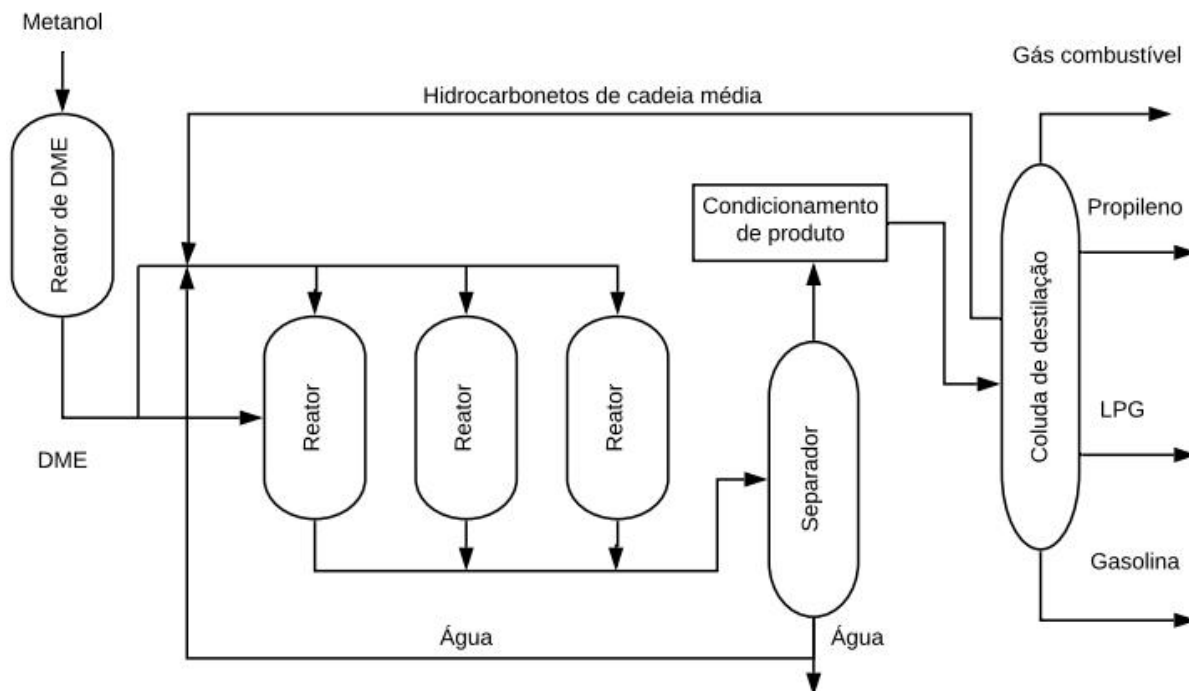 Metanol
Gás combustível
Hidrocarbonetos de cadeia média
Reator de DME
Condicionamento
de produto
Propileno
Coluda de destilação
Reator
Reator
Reator
Separador
LPG
DME
Gasolina
Água
Água